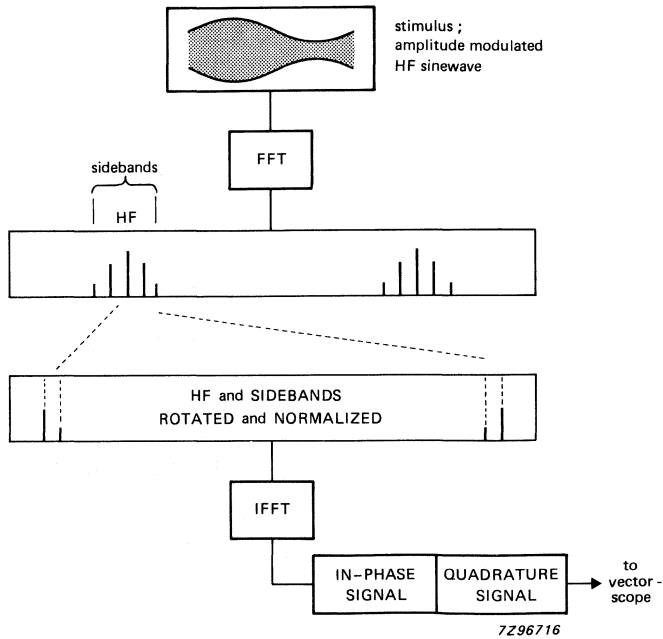 stimulus ;
amplitude modulated
HF sinewave
FFT
sidebands
HF
HF and SIDEBANDS
ROTATED and NORMALIZED
IFFT
IN-PHASE
SIGNAL
QUADRATURE
SIGNAL
to
vector-
scope
7Z96716